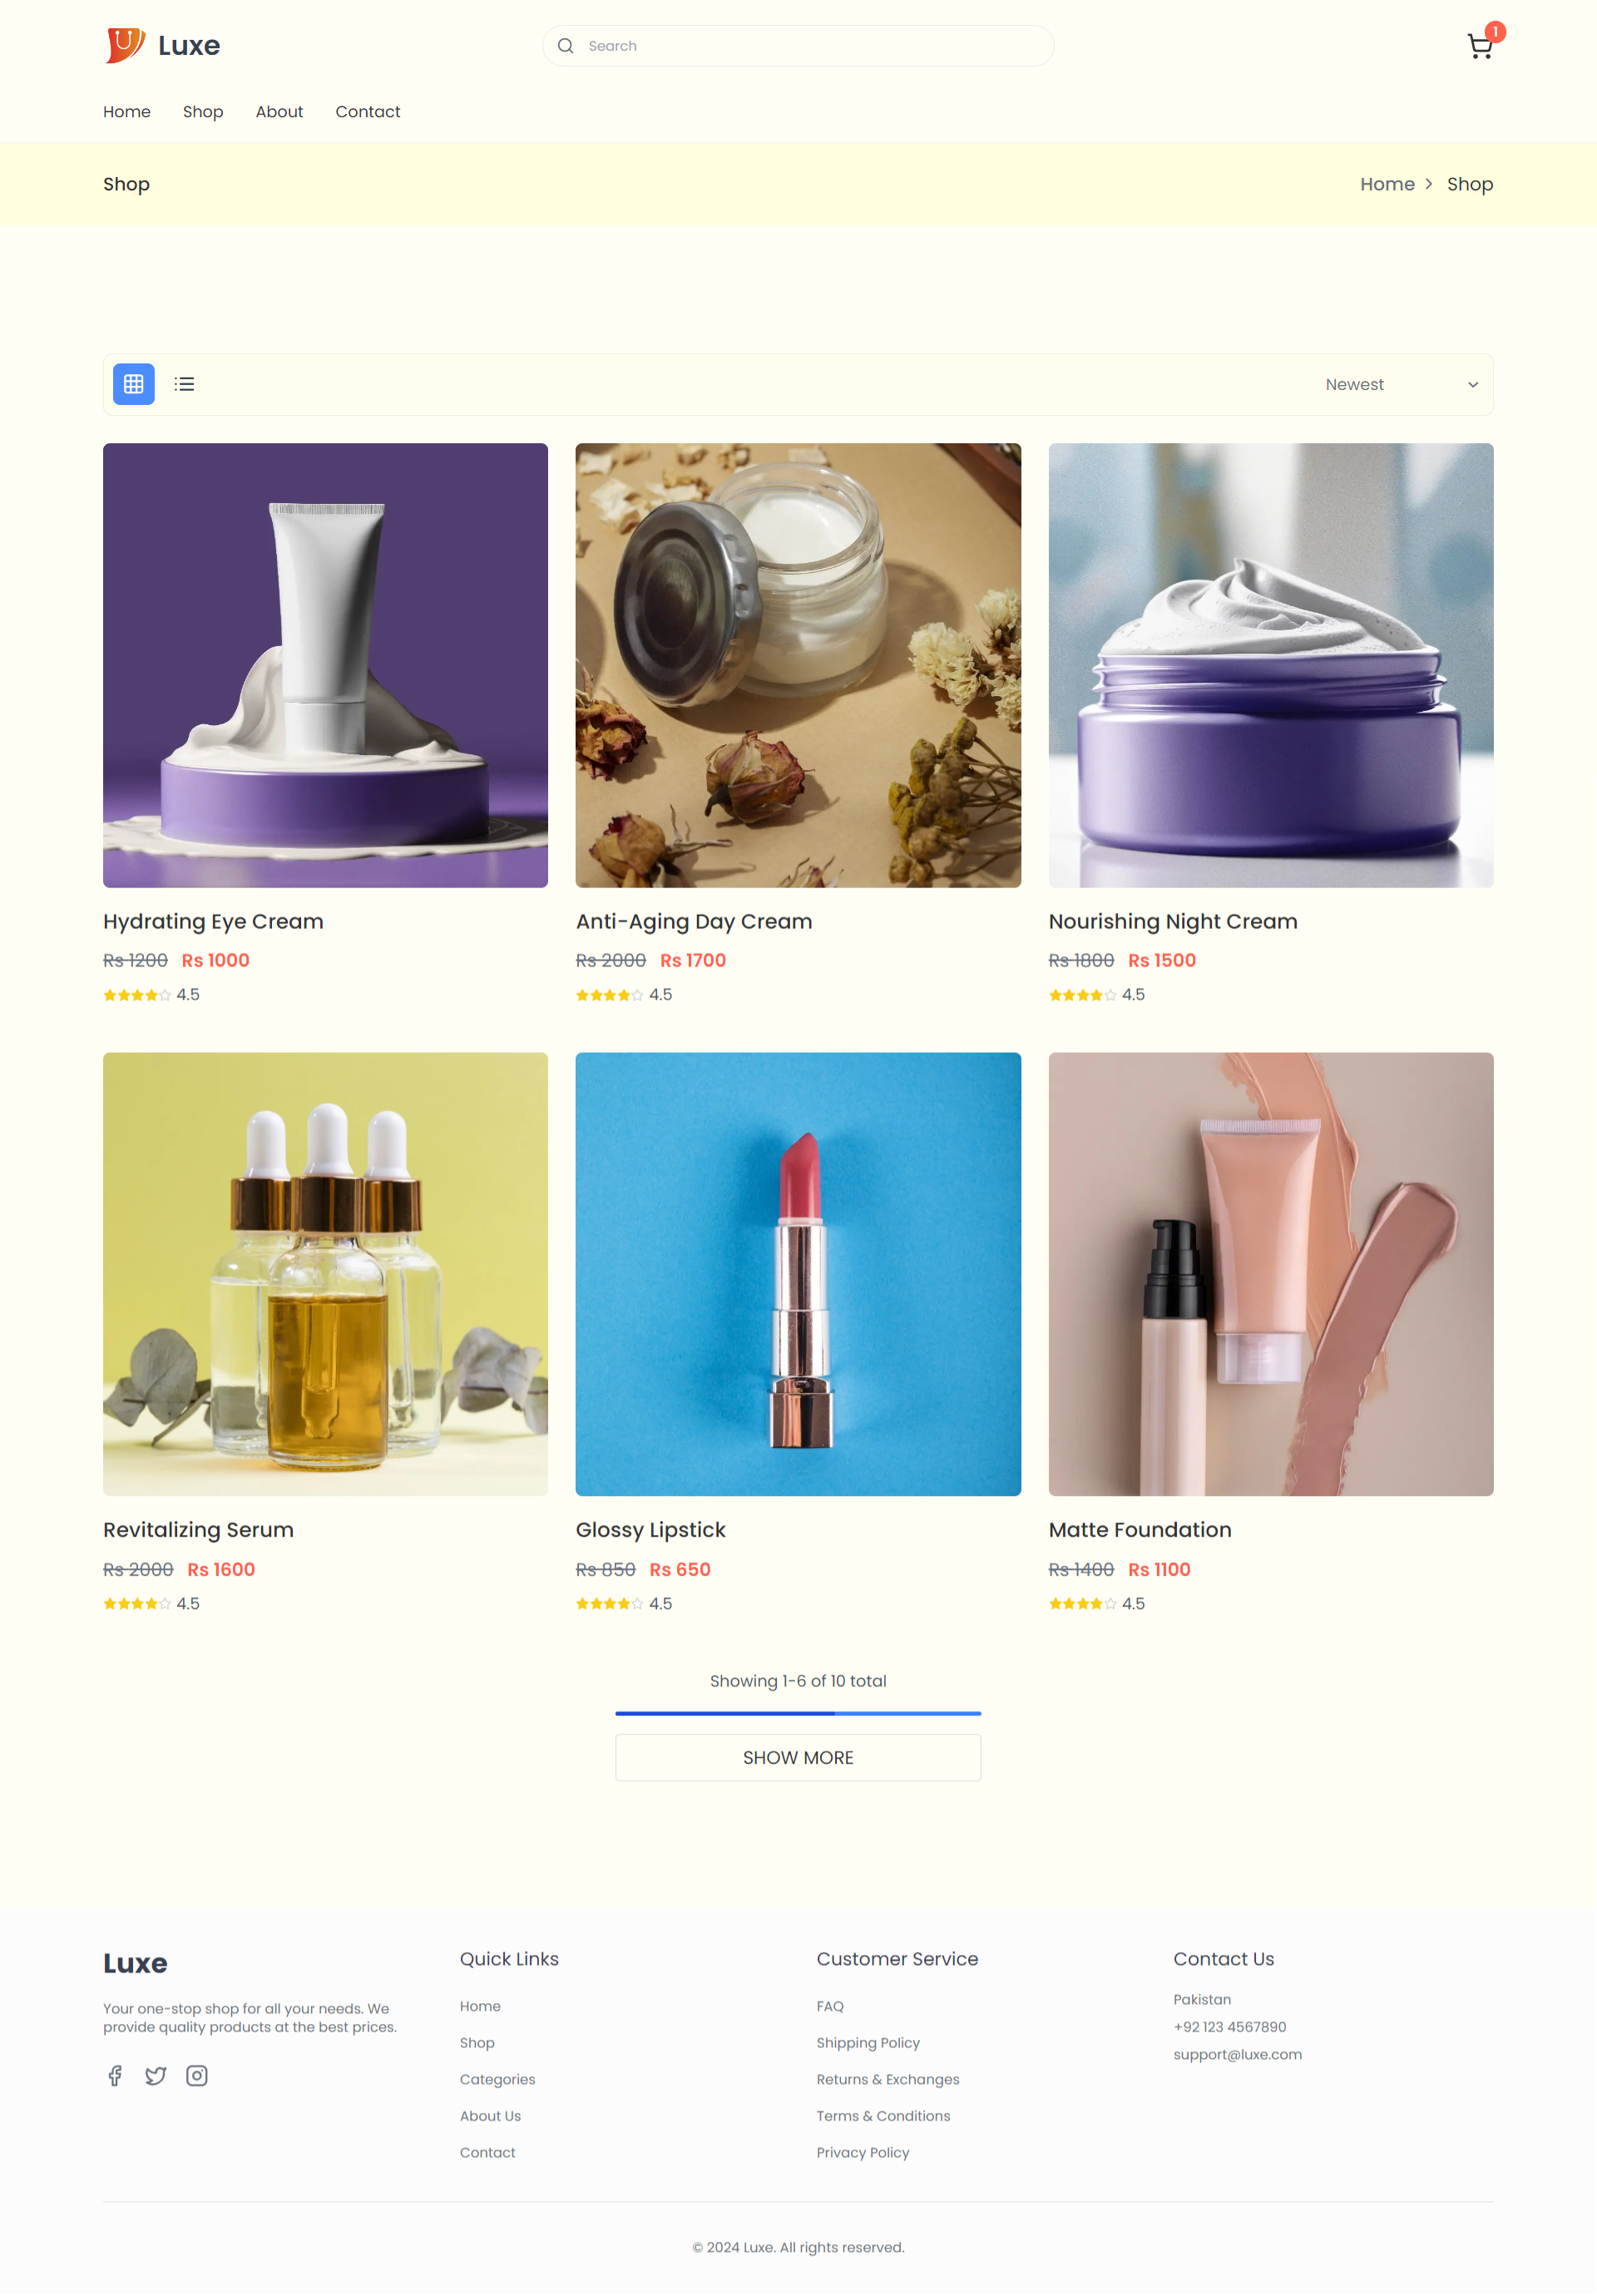 Luxe
Search
1
Home
Shop
About
Contact
Shop
Home > Shop
Newest
Hydrating Eye Cream
Rs 1200 Rs 1000
4.5
Anti-Aging Day Cream
Rs 2000 Rs 1700
4.5
Nourishing Night Cream
Rs 1800 Rs 1500
4.5
Revitalizing Serum
Rs 2000 Rs 1600
4.5
Glossy Lipstick
Rs 850 Rs 650
4.5
Matte Foundation
Rs 1400 Rs 1100
4.5
Showing 1-6 of 10 total
SHOW MORE
Luxe
Your one-stop shop for all your needs. We
provide quality products at the best prices.
Quick Links
Home
Shop
Categories
About Us
Contact
Customer Service
FAQ
Shipping Policy
Returns & Exchanges
Terms & Conditions
Privacy Policy
Contact Us
Pakistan
+92 123 4567890
support@luxe.com
© 2024 Luxe. All rights reserved.